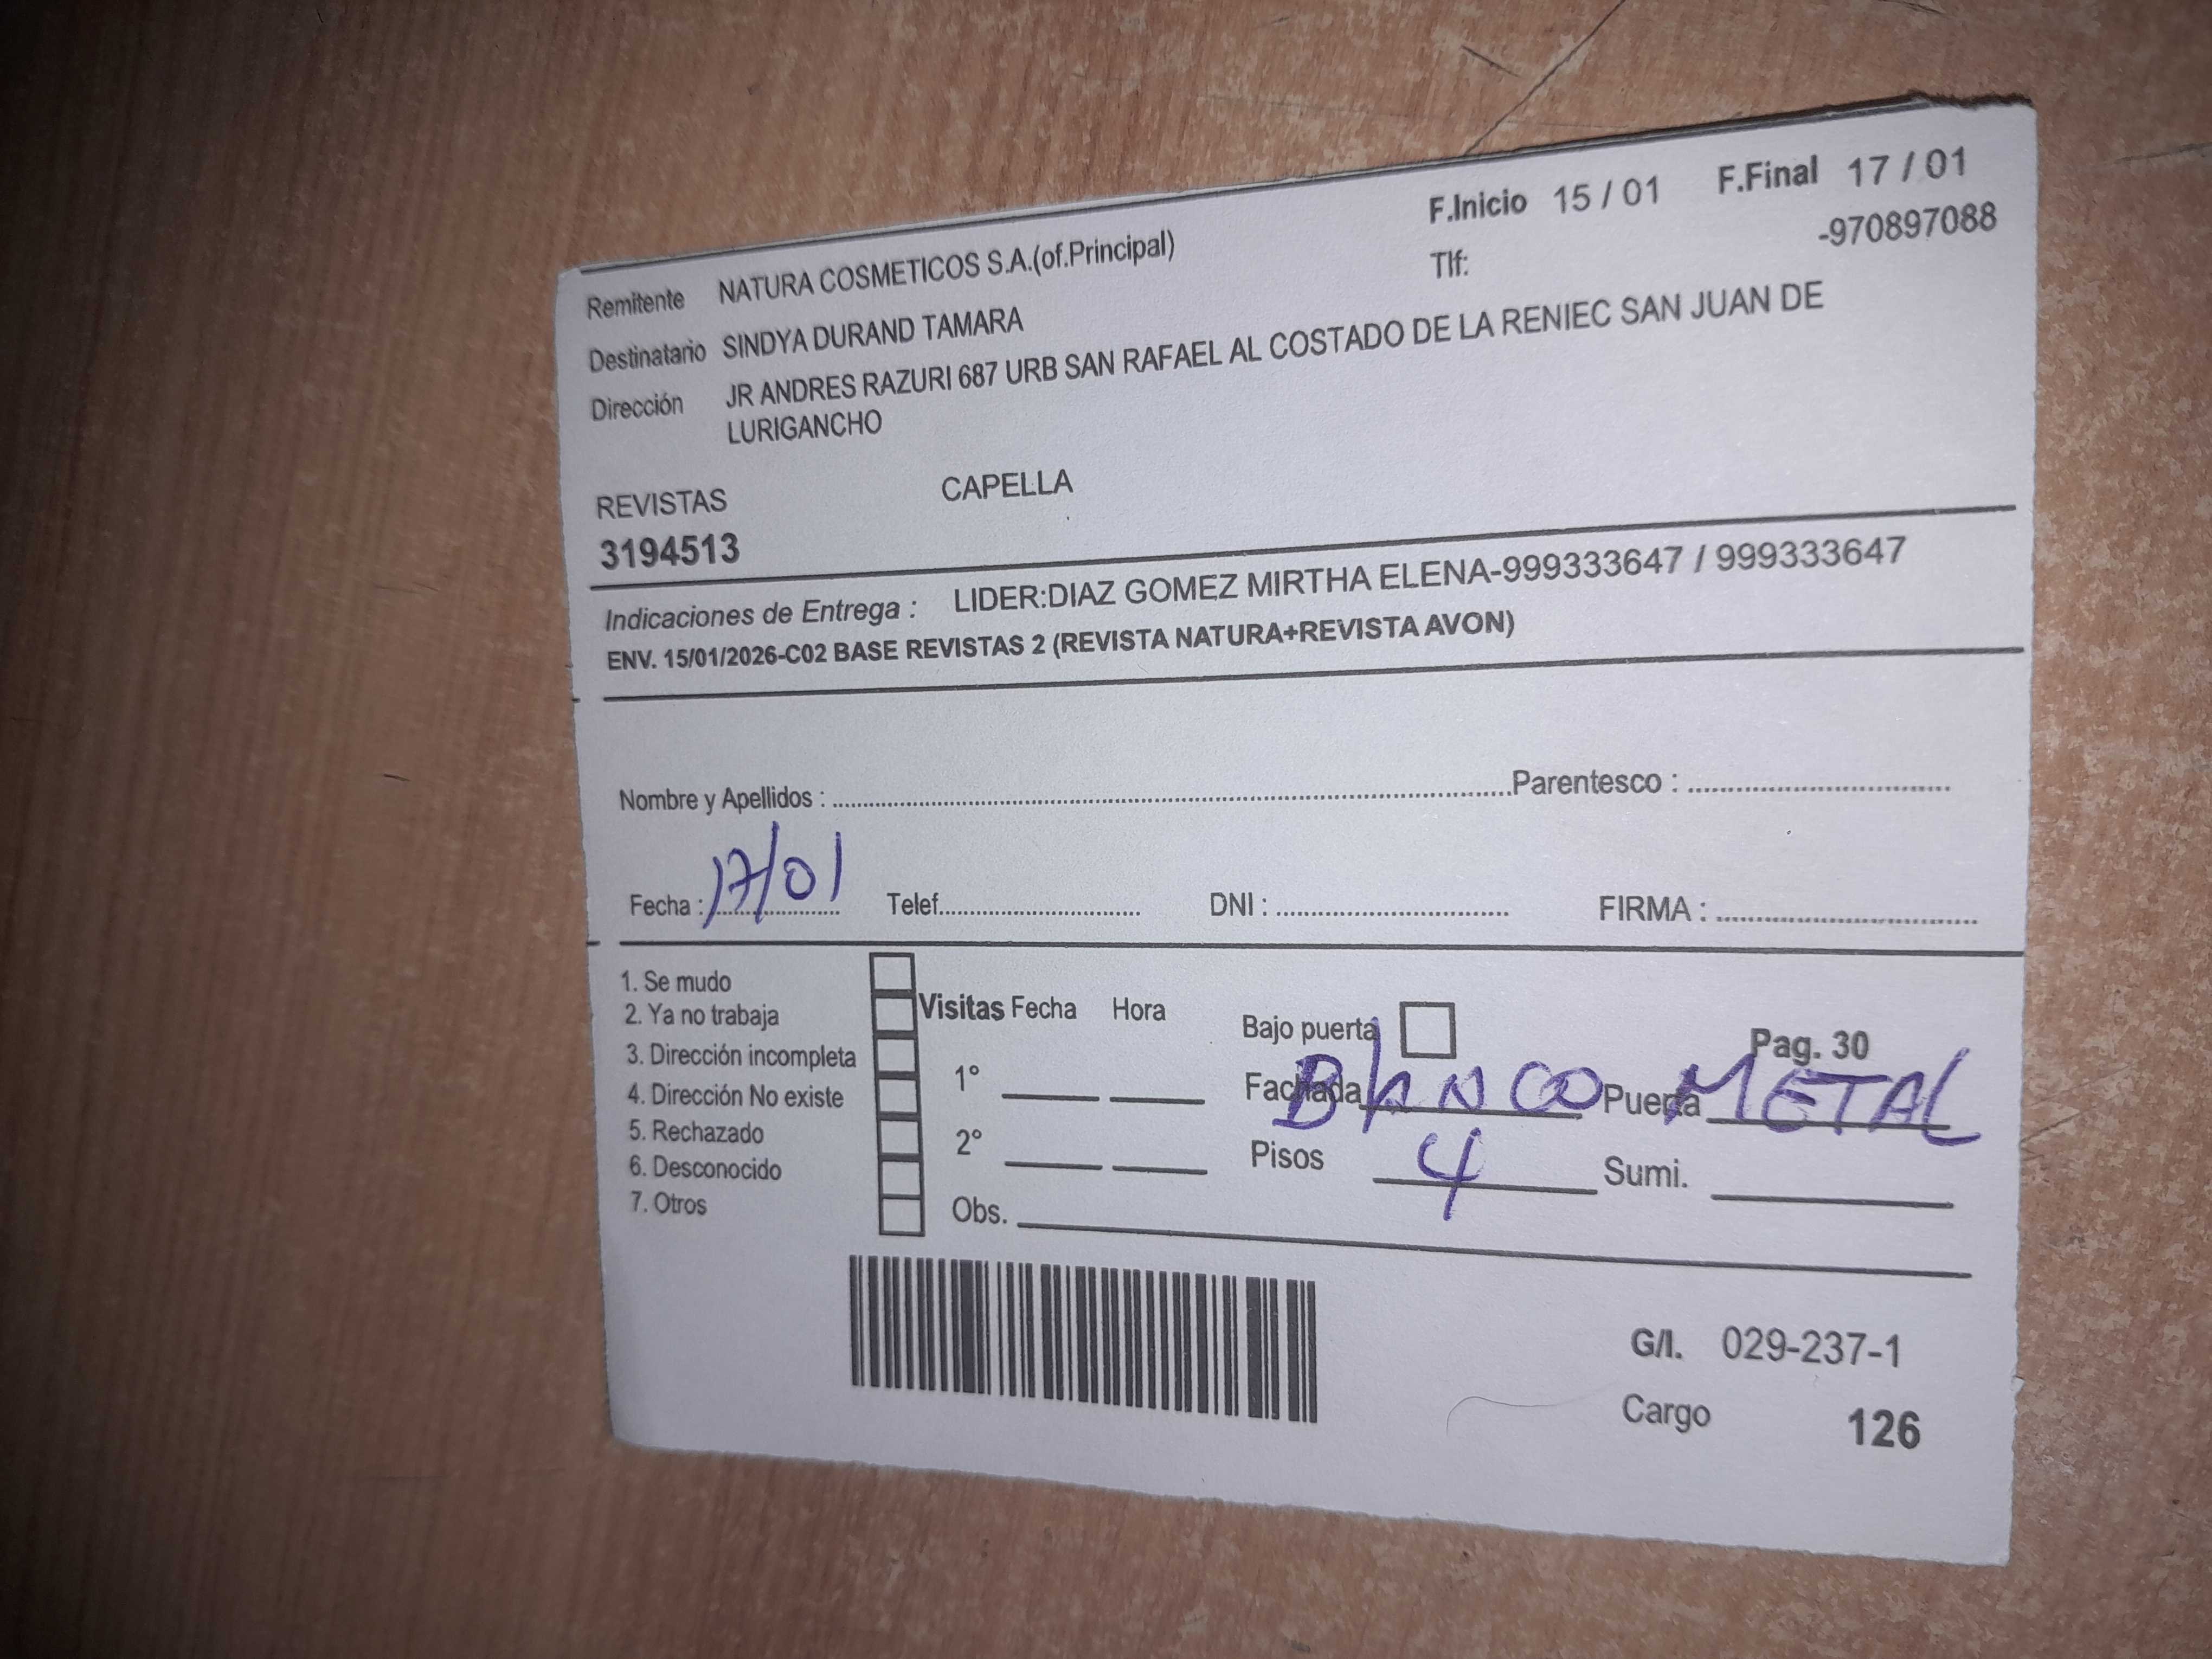 F.Inicio 15 / 01 F.Final 17 / 01
Remitente NATURA COSMETICOS S.A.(of.Principal) Tlf: -970897088
Destinatario SINDYA DURAND TAMARA
Dirección JR ANDRES RAZURI 687 URB SAN RAFAEL AL COSTADO DE LA RENIEC SAN JUAN DE
LURIGANCHO
REVISTAS CAPELLA
3194513
Indicaciones de Entrega : LIDER:DIAZ GOMEZ MIRTHA ELENA-999333647 / 999333647
ENV. 15/01/2026-C02 BASE REVISTAS 2 (REVISTA NATURA+REVISTA AVON)
Nombre y Apellidos : Parentesco :
Fecha : 17/01 Telef. DNI : FIRMA :
1. Se mudo
2. Ya no trabaja
3. Dirección incompleta
4. Dirección No existe
5. Rechazado
6. Desconocido
7. Otros
Visitas Fecha Hora
1°
2°
Obs.
Bajo puerta Pag. 30
Fachada BLANCO Puerta METAL
Pisos 4 Sumi.
G/I. 029-237-1
Cargo 126